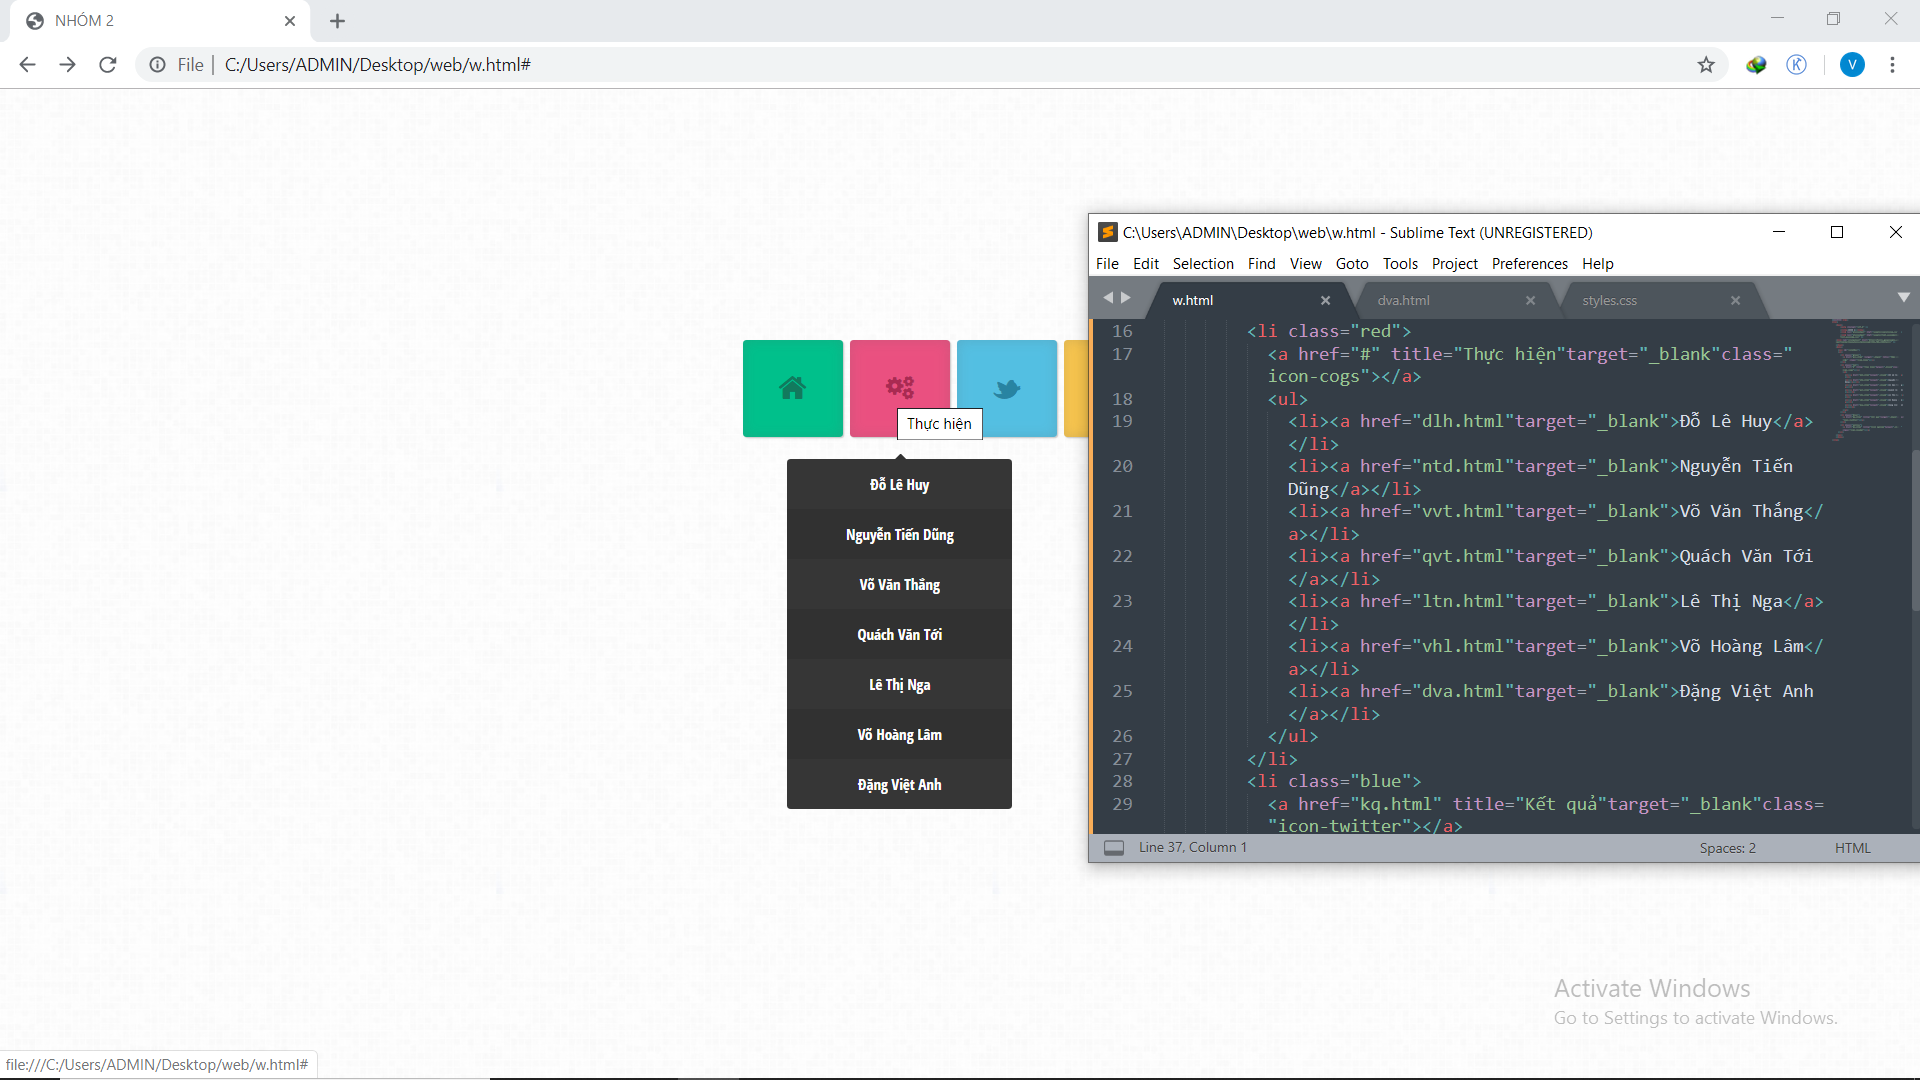 NHÓM 2
File | C:/Users/ADMIN/Desktop/web/w.html#
V
Thực hiện
Đỗ Lê Huy
Nguyễn Tiến Dũng
Võ Văn Thắng
Quách Văn Tới
Lê Thị Nga
Võ Hoàng Lâm
Đặng Việt Anh
C:\Users\ADMIN\Desktop\web\w.html - Sublime Text (UNREGISTERED)
File Edit Selection Find View Goto Tools Project Preferences Help
w.html dva.html styles.css
16 <li class="red">
17 <a href="#" title="Thực hiện"target="_blank"class="
icon-cogs"></a>
18 <ul>
19 <li><a href="dlh.html"target="_blank">Đỗ Lê Huy</a>
</li>
20 <li><a href="ntd.html"target="_blank">Nguyễn Tiến
Dũng</a></li>
21 <li><a href="vvt.html"target="_blank">Võ Văn Thắng</
a></li>
22 <li><a href="qvt.html"target="_blank">Quách Văn Tới
</a></li>
23 <li><a href="ltn.html"target="_blank">Lê Thị Nga</a>
</li>
24 <li><a href="vhl.html"target="_blank">Võ Hoàng Lâm</
a></li>
25 <li><a href="dva.html"target="_blank">Đặng Việt Anh
</a></li>
26 </ul>
27 </li>
28 <li class="blue">
29 <a href="kq.html" title="Kết quả"target="_blank"class=
"icon-twitter"></a>
Line 37, Column 1 Spaces: 2 HTML
Activate Windows
Go to Settings to activate Windows.
file:///C:/Users/ADMIN/Desktop/web/w.html#